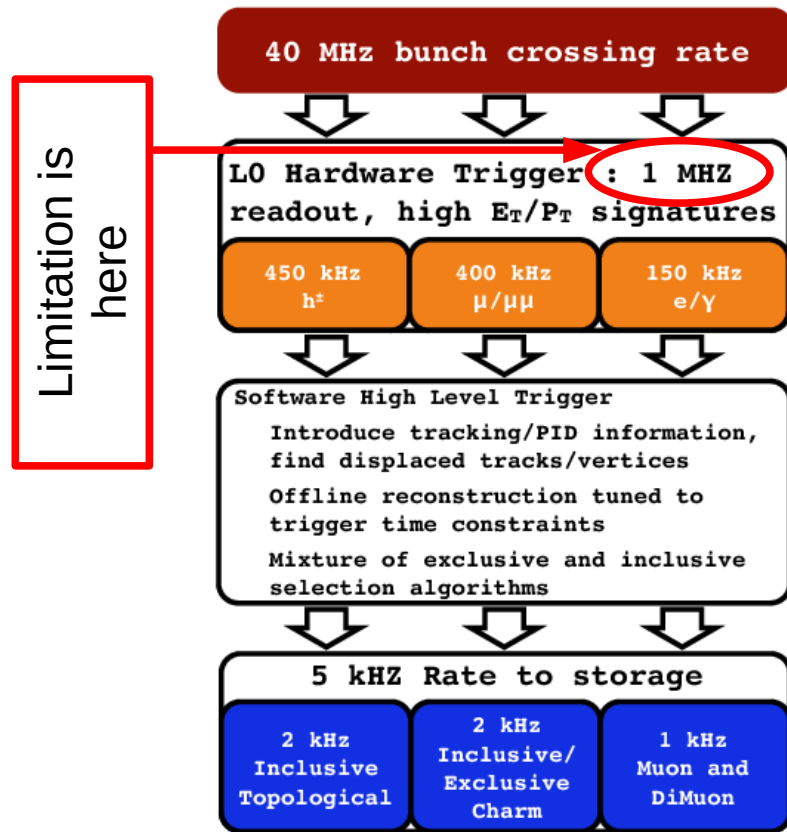 40 MHz bunch crossing rate
Limitation is
here
L0 Hardware Trigger : 1 MHZ
readout, high ET/PT signatures
450 kHz
h±
400 kHz
μ/μμ
150 kHz
e/γ
Software High Level Trigger
Introduce tracking/PID information,
find displaced tracks/vertices
Offline reconstruction tuned to
trigger time constraints
Mixture of exclusive and inclusive
selection algorithms
5 kHZ Rate to storage
2 kHz
Inclusive
Topological
2 kHz
Inclusive/
Exclusive
Charm
1 kHz
Muon and
DiMuon